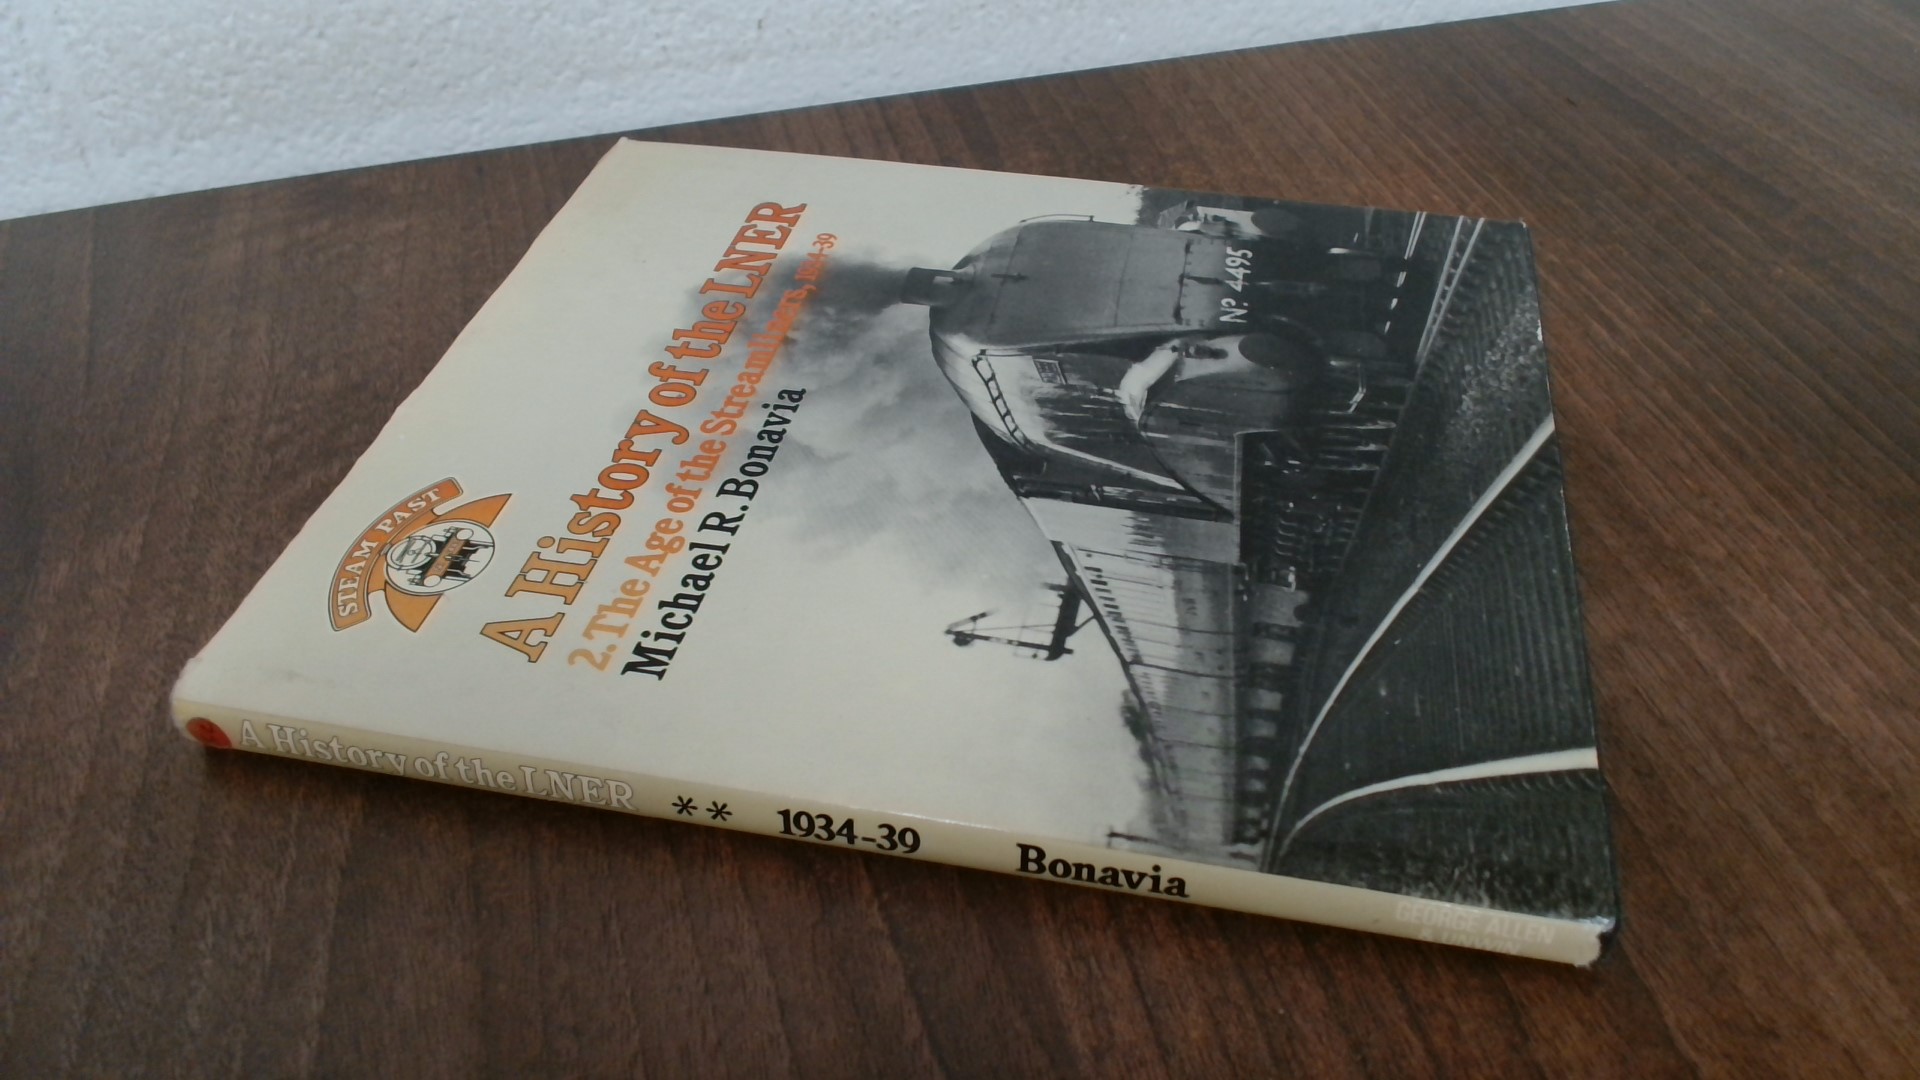 STEAM PAST
A History of the LNER
2. The Age of the Streamliners, 1934-39
Michael R. Bonavia
Nº 4495
A History of the LNER ** 1934-39 Bonavia
GEORGE ALLEN
& UNWIN